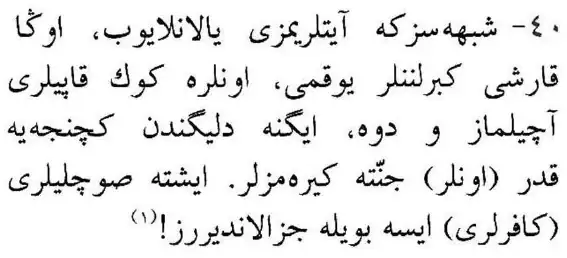 ٤٠- شبهه‌سزكه آيتلريمزى يالانلايوب، اوڭا
قارشى كبرلننلر يوقمى، اونلره كوك قاپيلرى
آچيلماز و دوه، ايگنه دليگندن كچنجه‌يه
قدر (اونلر) جنّته كيره‌مزلر. ايشته صوچليلرى
(كافرلرى) ايسه بويله جزالانديررز!(١)